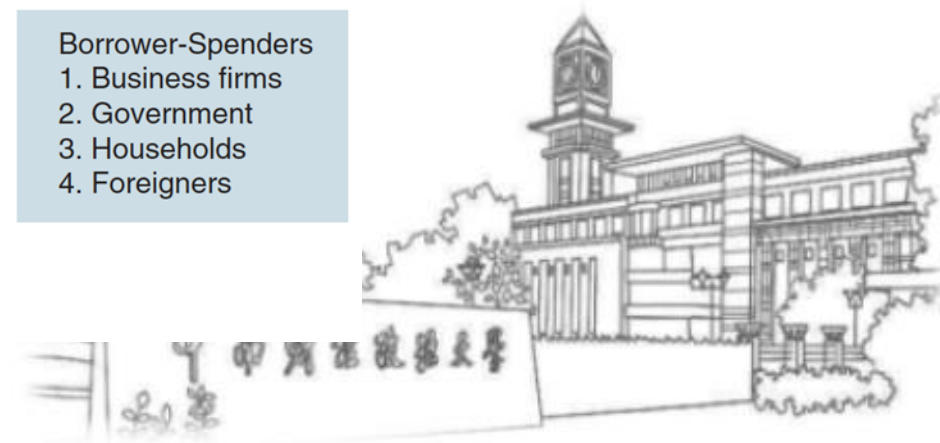 Borrower-Spenders
1. Business firms
2. Government
3. Households
4. Foreigners